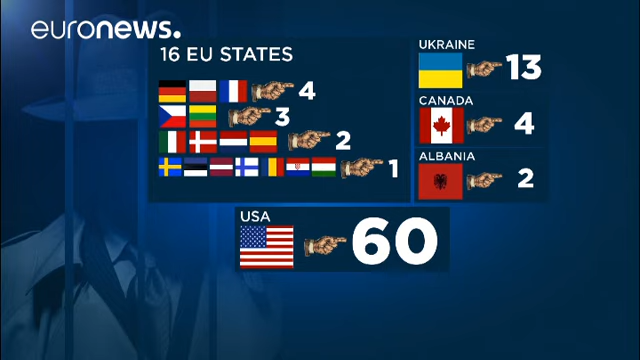 euronews.
16 EU STATES
4
3
2
1
UKRAINE
13
CANADA
4
ALBANIA
2
USA
60